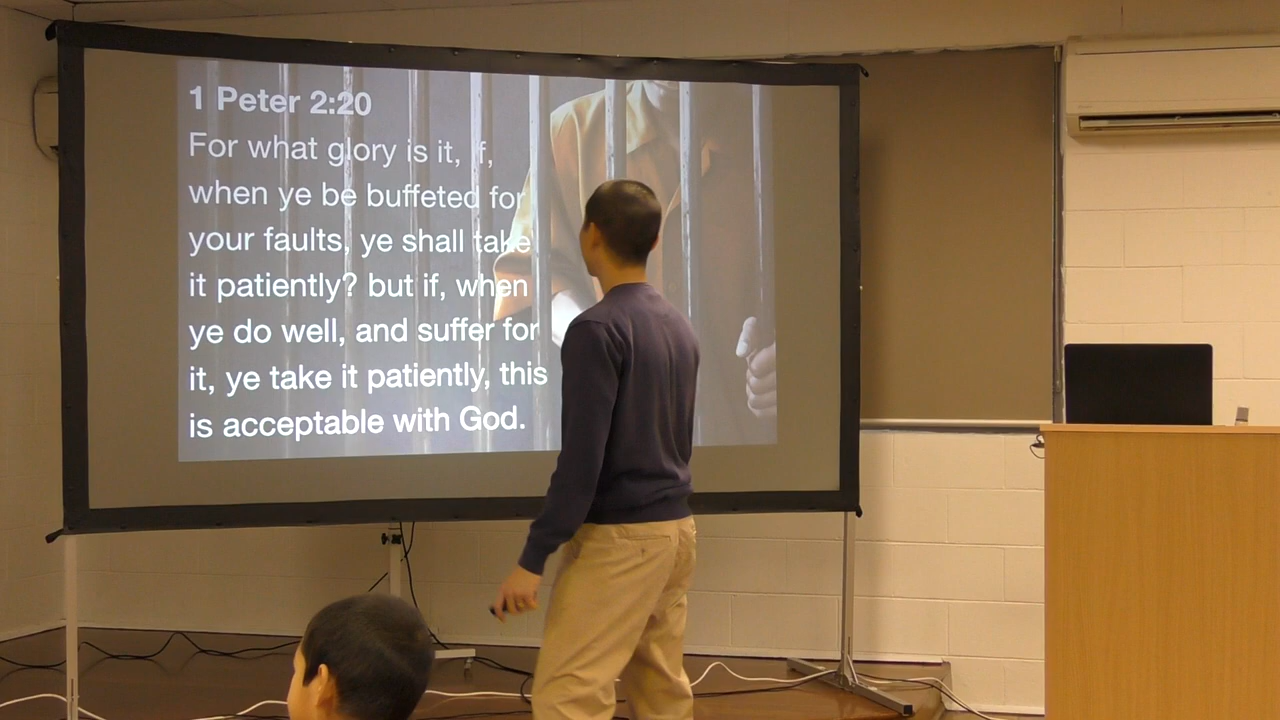 1 Peter 2:20
For what glory is it, if,
when ye be buffeted for
your faults, ye shall take
it patiently? but if, when
ye do well, and suffer for
it, ye take it patiently, this
is acceptable with God.